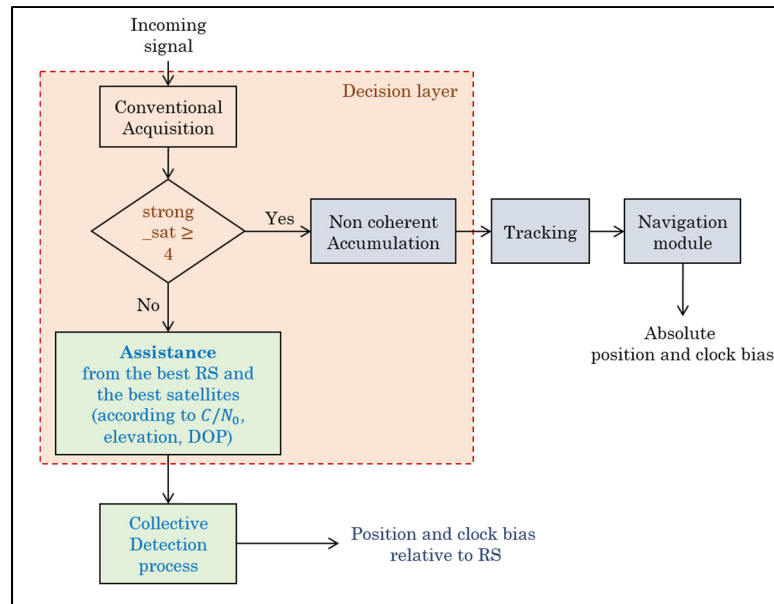 Incoming
signal
Decision layer
Conventional
Acquisition
strong
_sat ≥
4
Yes
Non coherent
Accumulation
Tracking
Navigation
module
No
Absolute
position and clock bias
Assistance
from the best RS and
the best satellites
(according to C/N₀,
elevation, DOP)
Collective
Detection
process
Position and clock bias
relative to RS